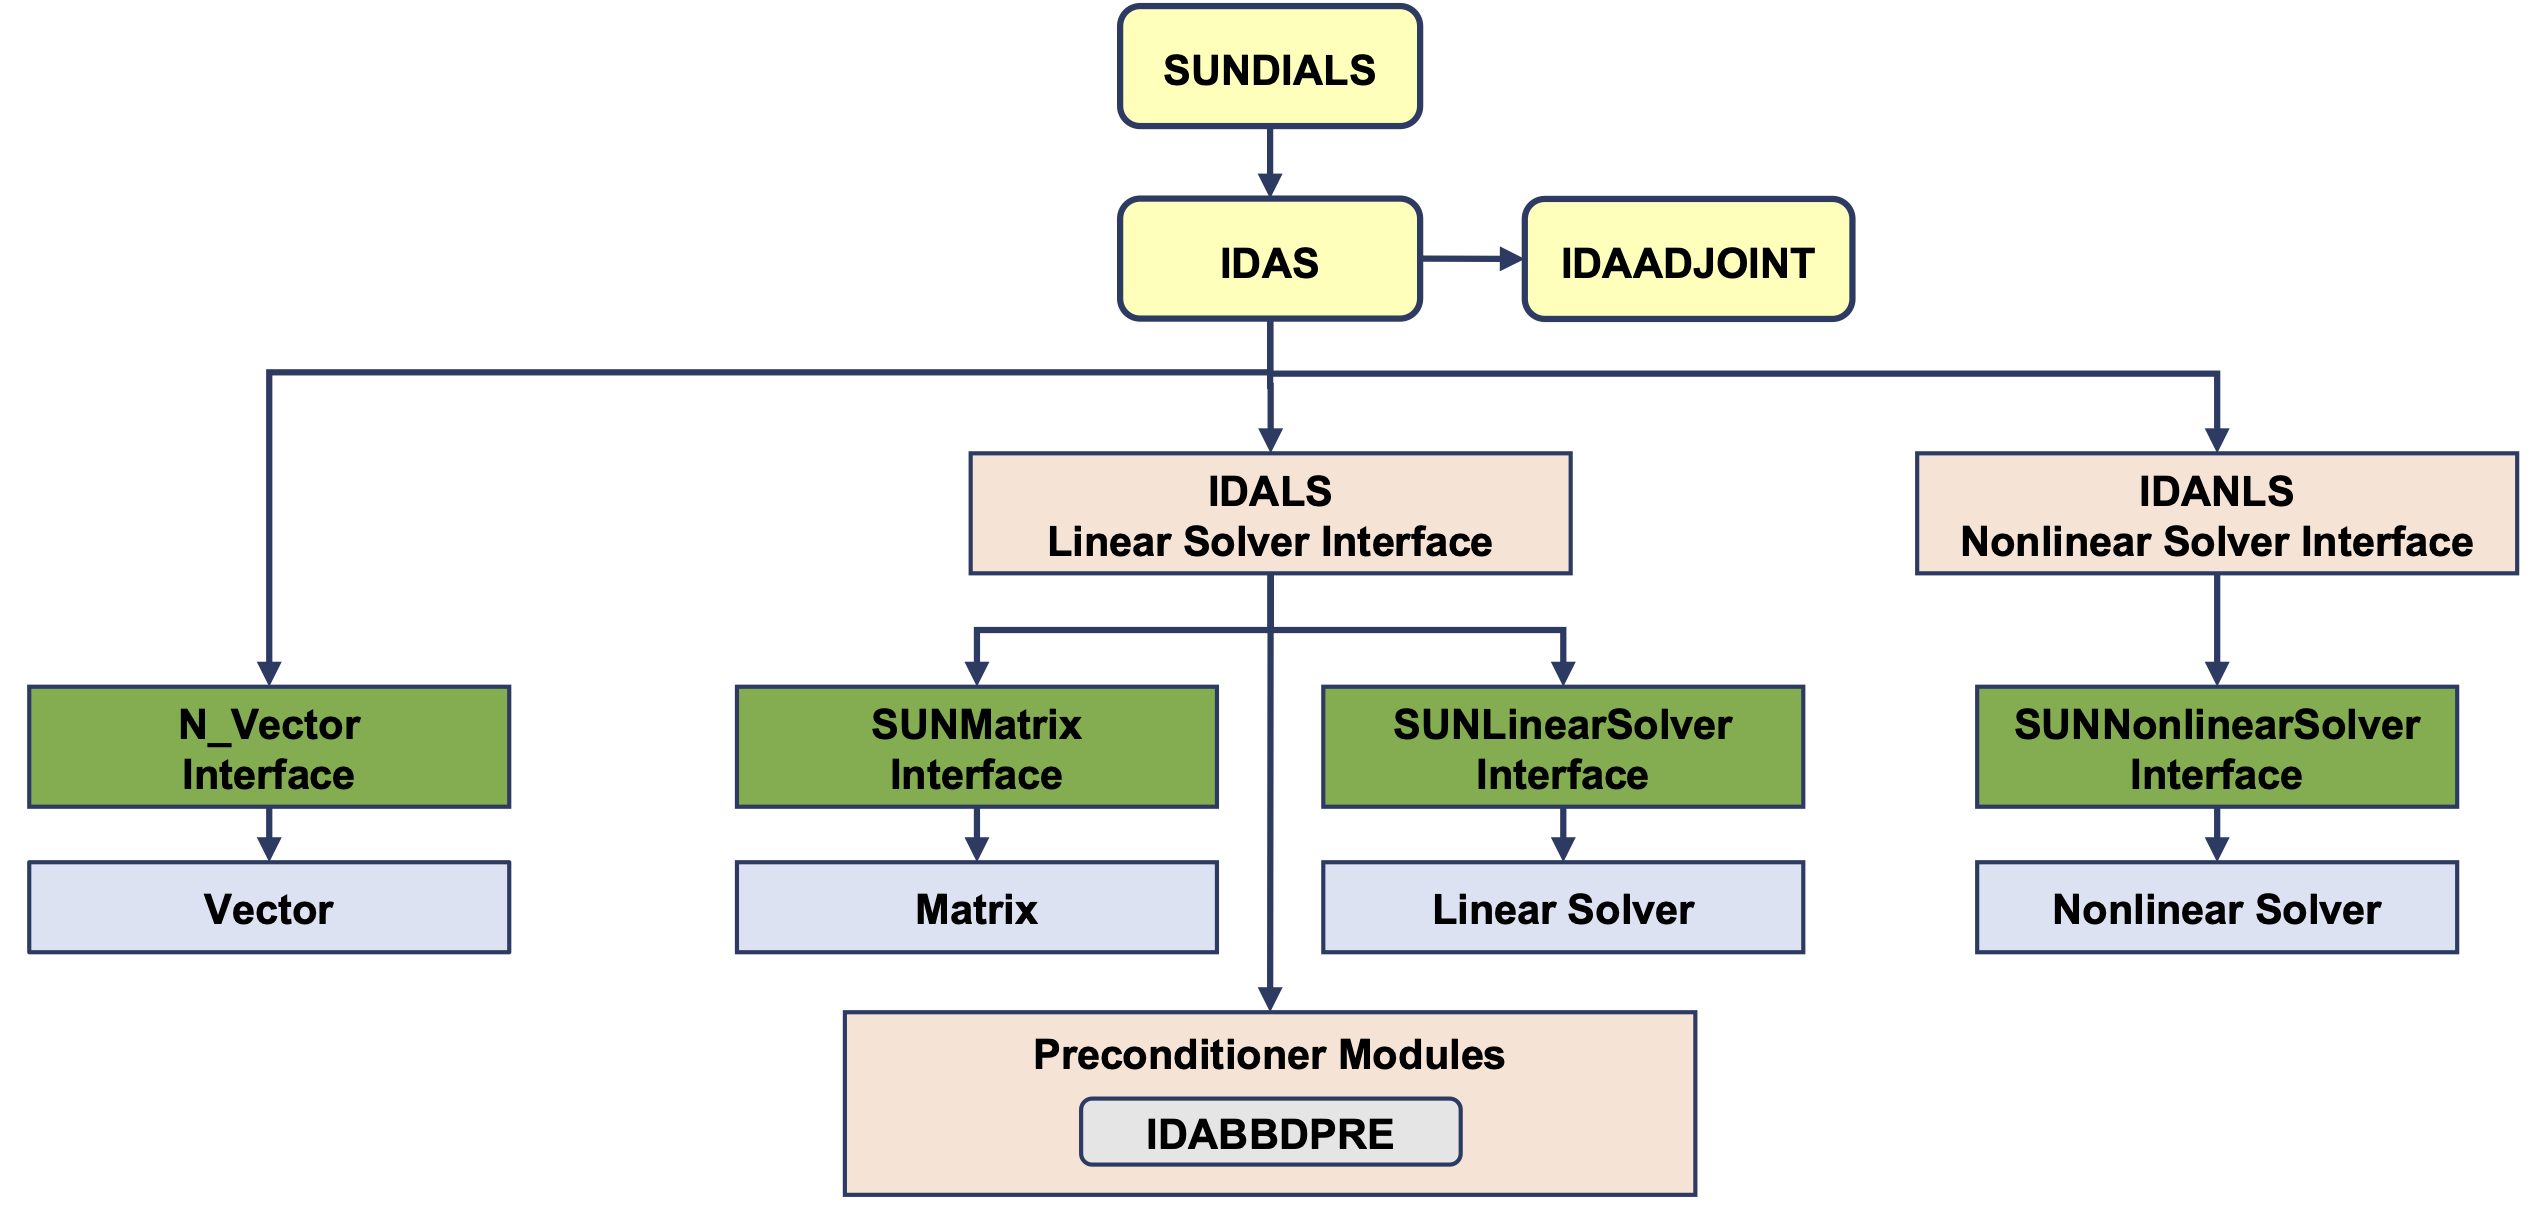 SUNDIALS
IDAS
IDAADJOINT
IDALS
Linear Solver Interface
IDANLS
Nonlinear Solver Interface
N_Vector
Interface
SUNMatrix
Interface
SUNLinearSolver
Interface
SUNNonlinearSolver
Interface
Vector
Matrix
Linear Solver
Nonlinear Solver
Preconditioner Modules
IDABBDPRE